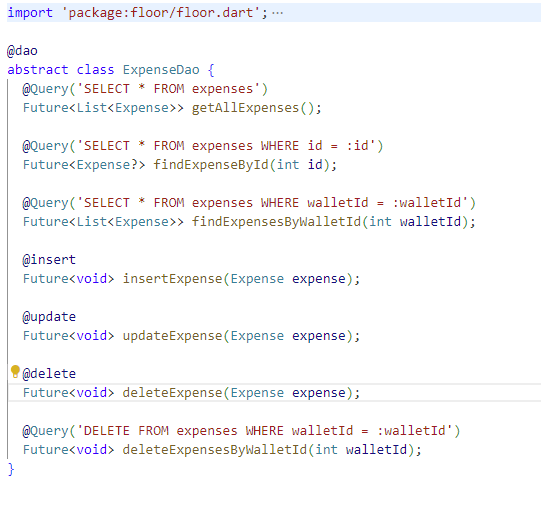 import 'package:floor/floor.dart'; ...
@dao
abstract class ExpenseDao {
@Query('SELECT * FROM expenses')
Future<List<Expense>> getAllExpenses();
@Query('SELECT * FROM expenses WHERE id = :id')
Future<Expense?> findExpenseById(int id);
@Query('SELECT * FROM expenses WHERE walletId = :walletId')
Future<List<Expense>> findExpensesByWalletId(int walletId);
@insert
Future<void> insertExpense(Expense expense);
@update
Future<void> updateExpense(Expense expense);
@delete
Future<void> deleteExpense(Expense expense);
@Query('DELETE FROM expenses WHERE walletId = :walletId')
Future<void> deleteExpensesByWalletId(int walletId);
}